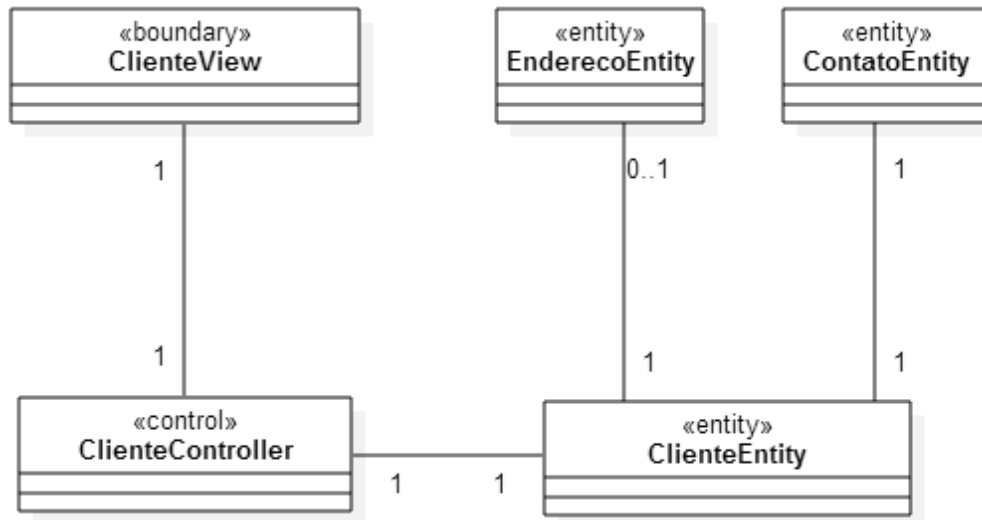 «boundary»
ClienteView
«entity»
EnderecoEntity
«entity»
ContatoEntity
1
0..1
1
1
1
1
«control»
ClienteController
«entity»
ClienteEntity
1
1